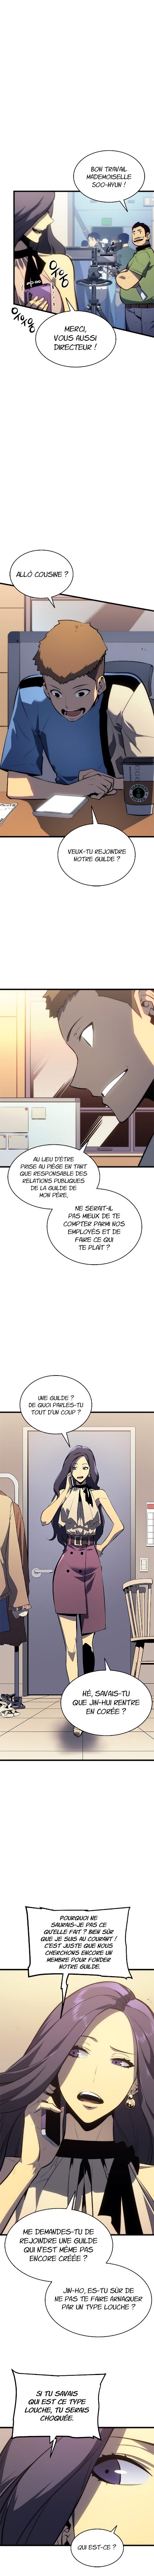 BON TRAVAIL
MADEMOISELLE
SOO-HYUN !
MERCI,
VOUS AUSSI
DIRECTEUR !
ALLÔ COUSINE ?
VEUX-TU REJOINDRE
NOTRE GUILDE ?
AU LIEU D'ÊTRE
PRISE AU PIÈGE EN TANT
QUE RESPONSABLE DES
RELATIONS PUBLIQUES
DE LA GUILDE DE
MON PÈRE,
NE SERAIT-IL
PAS MIEUX DE TE
COMPTER PARMI NOS
EMPLOYÉS ET DE
FAIRE CE QUI
TE PLAÎT ?
UNE GUILDE ?
DE QUOI PARLES-TU
TOUT D'UN COUP ?
HÉ, SAVAIS-TU
QUE JIN-HUI RENTRE
EN CORÉE ?
POURQUOI NE
SAURAIS-JE PAS CE
QU'ELLE FAIT ? BIEN SÛR
QUE JE SUIS AU COURANT !
C'EST JUSTE QUE NOUS
CHERCHONS ENCORE UN
MEMBRE POUR FONDER
NOTRE GUILDE.
ME DEMANDES-TU DE
REJOINDRE UNE GUILDE
QUI N'EST MÊME PAS
ENCORE CRÉÉE ?
JIN-HO, ES-TU SÛR DE
NE PAS TE FAIRE ARNAQUER
PAR UN TYPE LOUCHE ?
SI TU SAVAIS
QUI EST CE TYPE
LOUCHE, TU SERAIS
CHOQUÉE.
QUI EST-CE ?